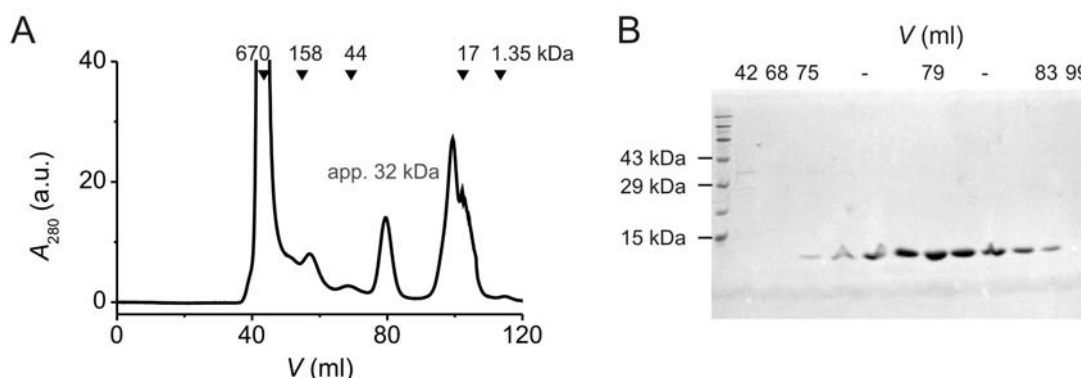 A
670 158 44 17 1.35 kDa
40
20
0
A280 (a.u.)
app. 32 kDa
0 40 80 120
V (ml)
B
V (ml)
42 68 75 - 79 - 83 99
43 kDa
29 kDa
15 kDa